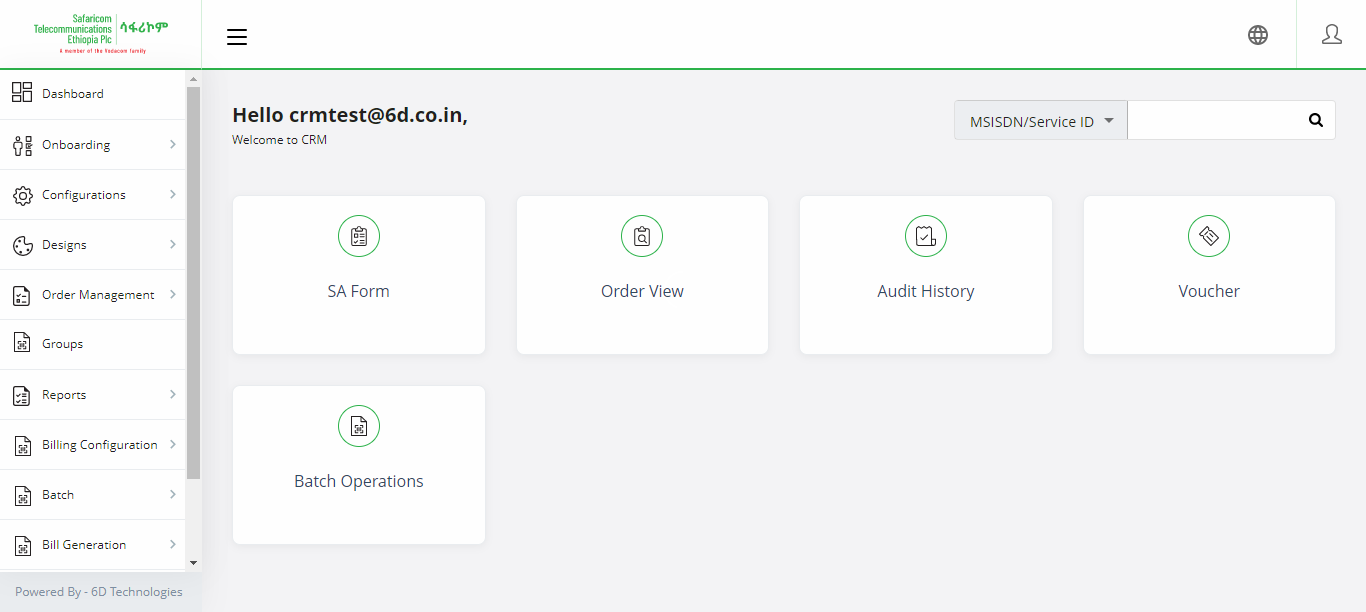 Safaricom
Telecommunications
Ethiopia Plc
ሳፋሪኮም
A member of the Vodacom family
Dashboard
Onboarding
Configurations
Designs
Order Management
Groups
Reports
Billing Configuration
Batch
Bill Generation
Powered By - 6D Technologies
Hello crmtest@6d.co.in,
Welcome to CRM
MSISDN/Service ID
SA Form
Order View
Audit History
Voucher
Batch Operations